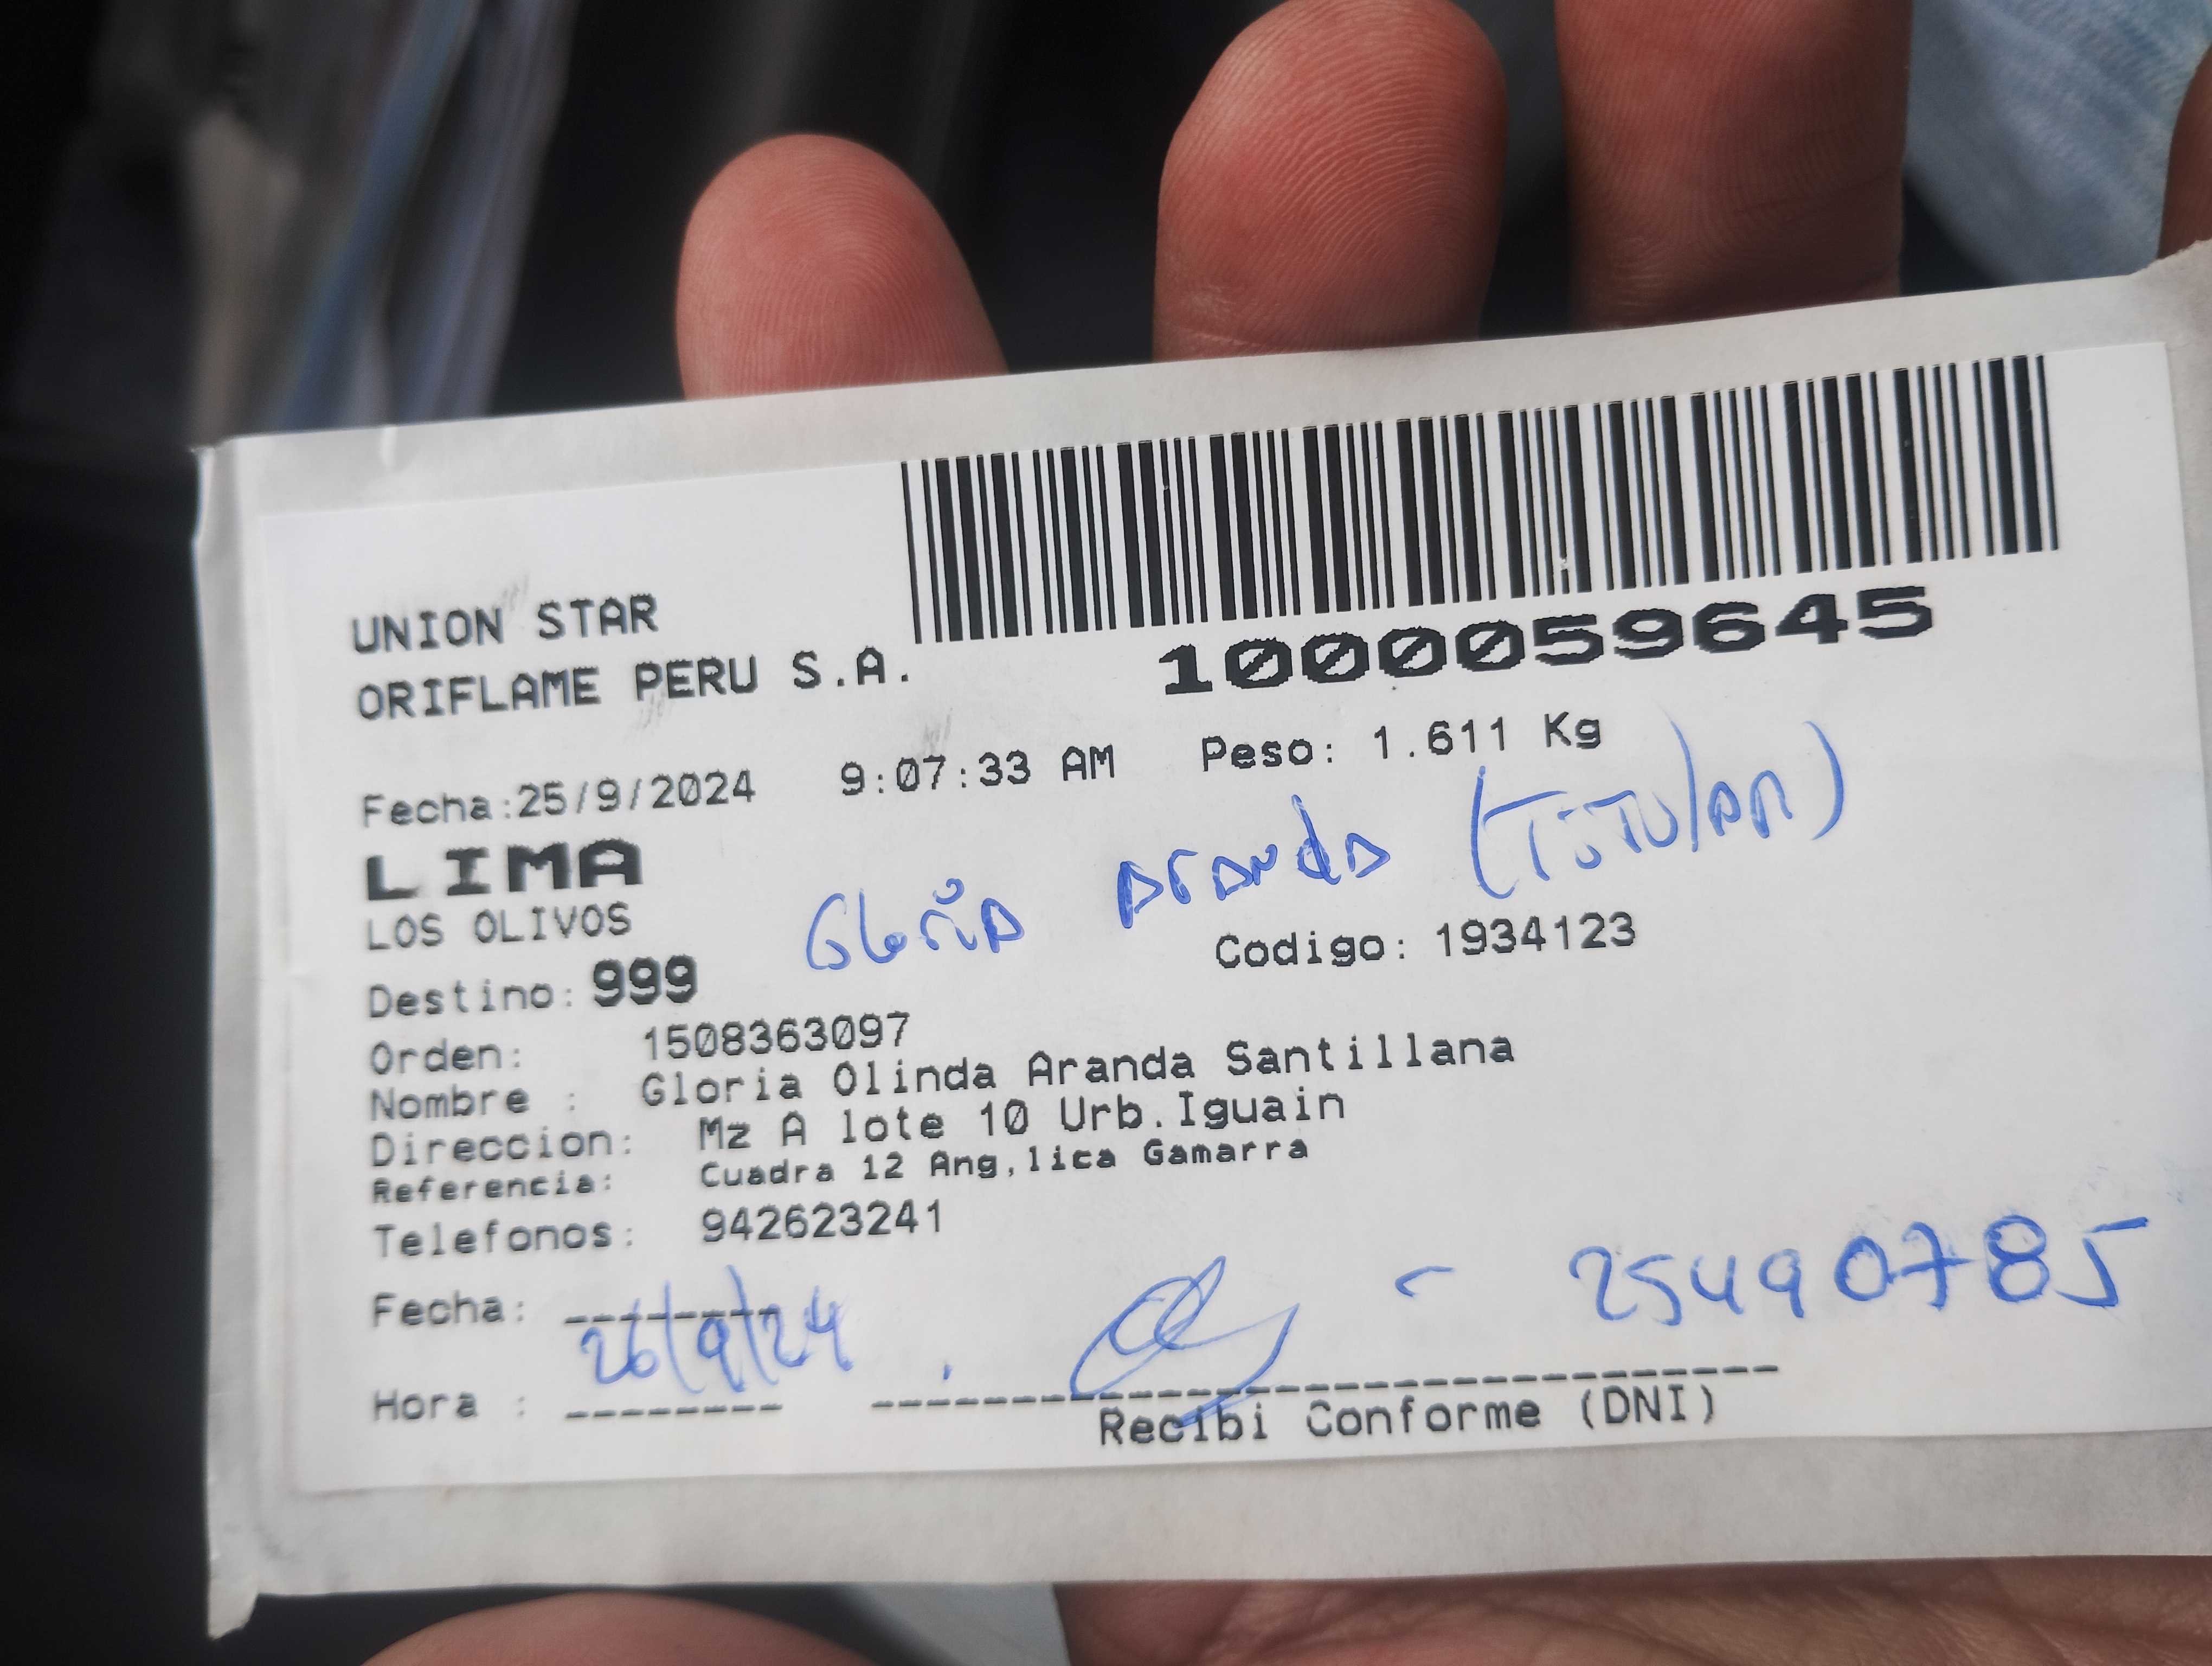 UNION STAR
ORIFLAME PERU S.A.
1000059645
Fecha:25/9/2024 9:07:33 AM Peso: 1.611 Kg
LIMA
LOS OLIVOS
Gloria Aranda (Titular)
Destino: 999 Codigo: 1934123
Orden: 1508363097
Nombre : Gloria Olinda Aranda Santillana
Direccion: Mz A lote 10 Urb.Iguain
Referencia: Cuadra 12 Ang,lica Gamarra
Telefonos: 942623241
Fecha: 26/9/24 - 25490785
Hora :
Recibi Conforme (DNI)